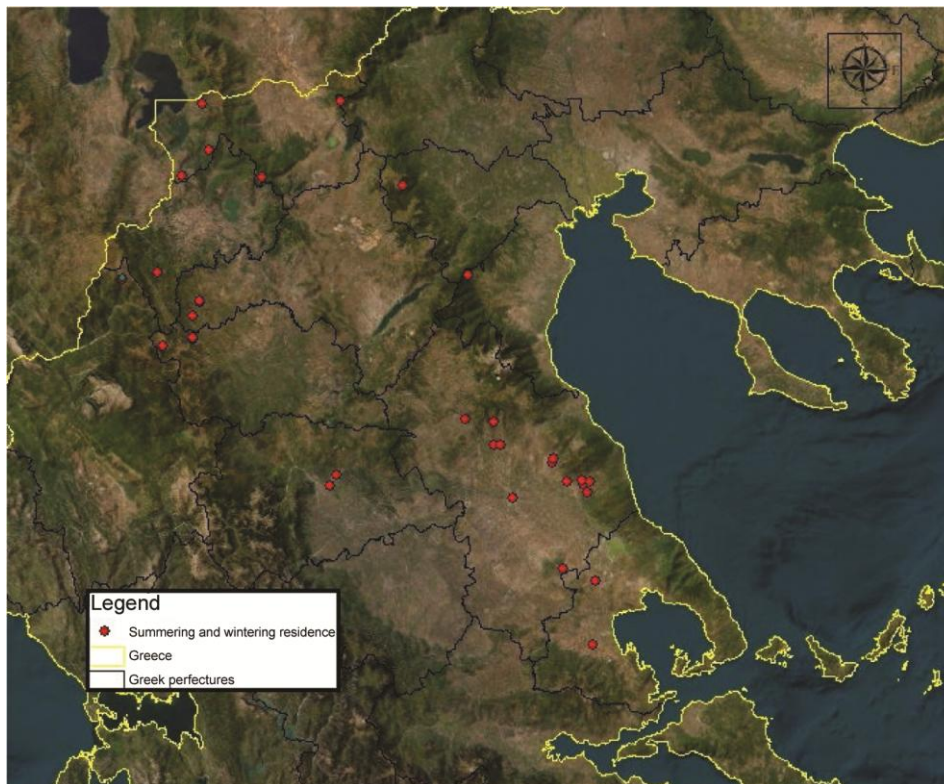 N
W E
S
Legend
Summering and wintering residence
Greece
Greek perfectures